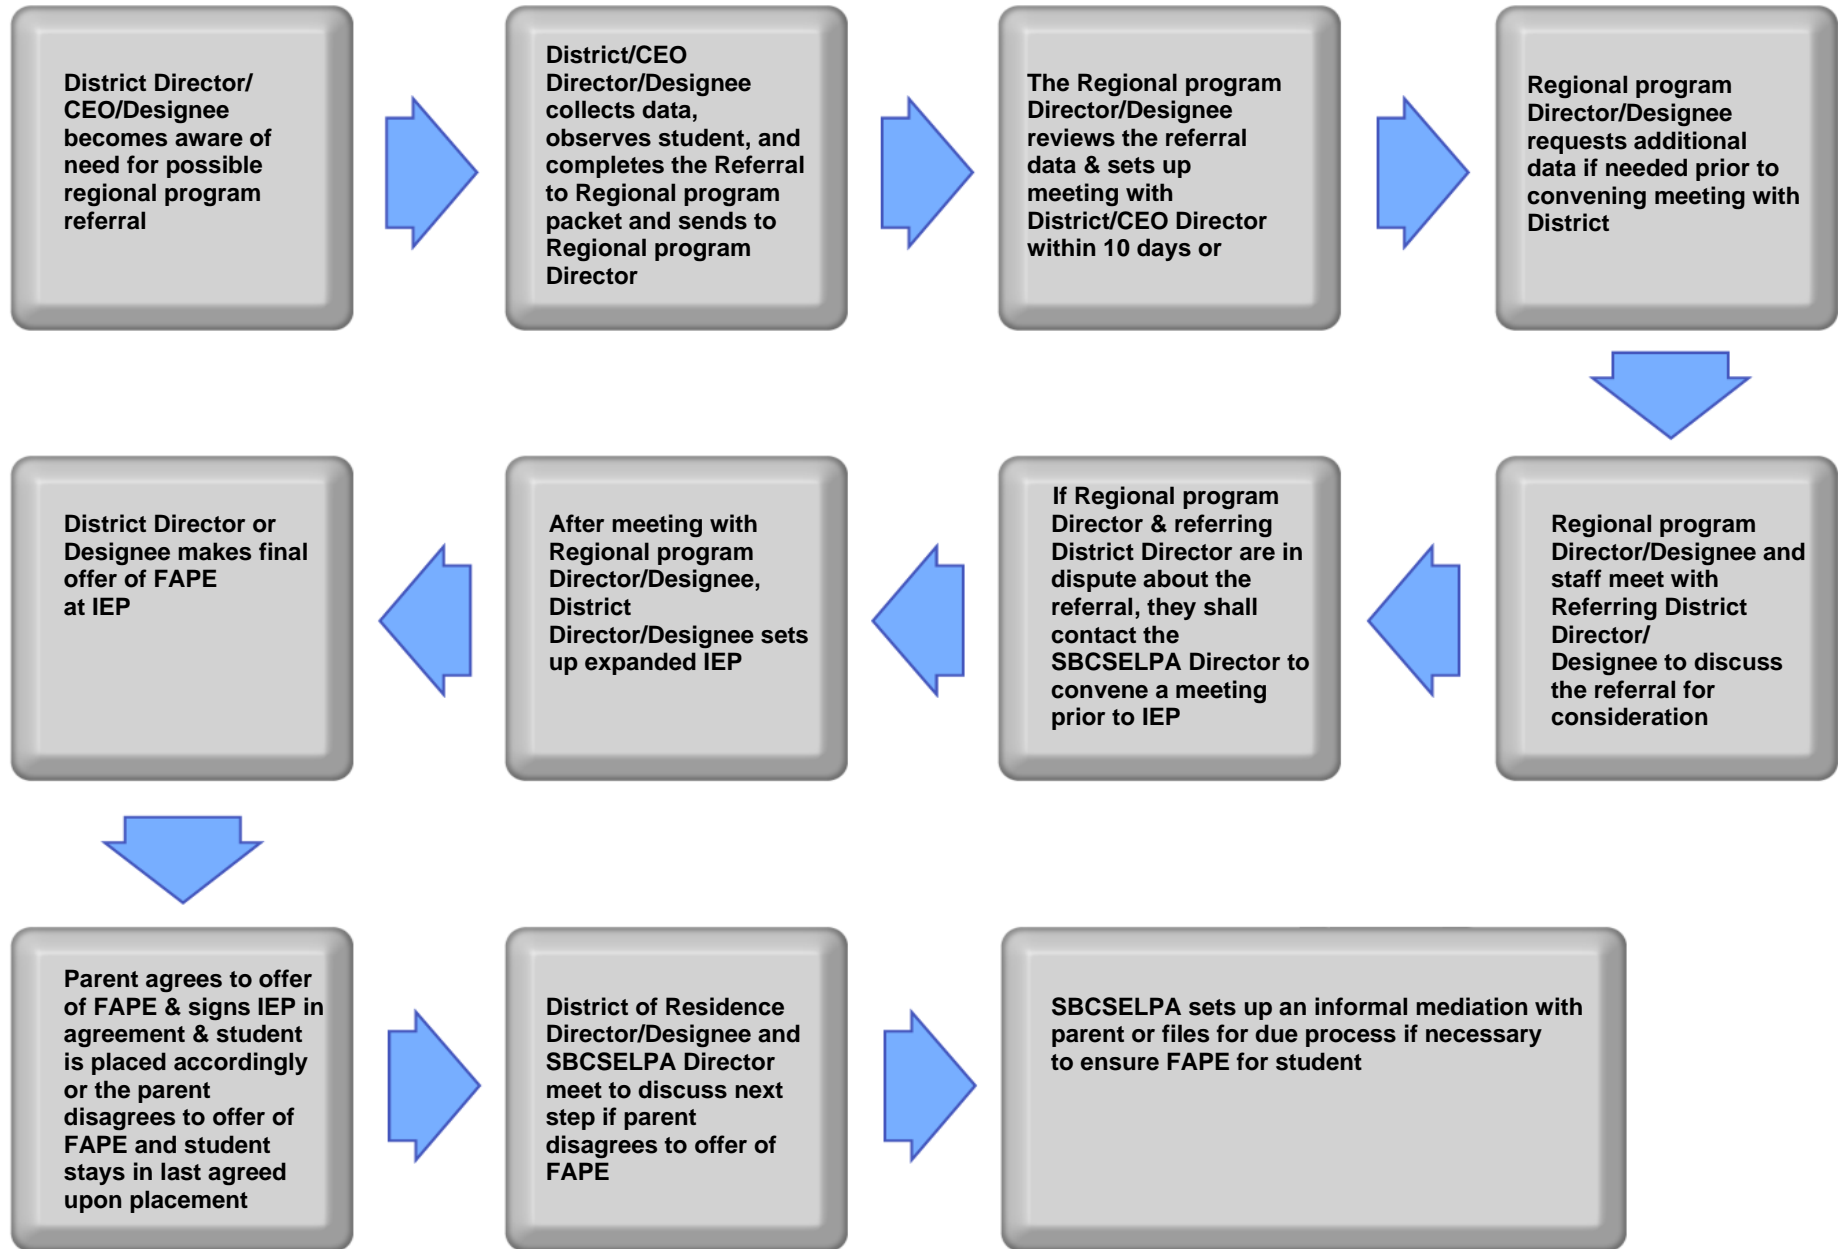 District Director/
CEO/Designee
becomes aware of
need for possible
regional program
referral
District/CEO
Director/Designee
collects data,
observes student, and
completes the Referral
to Regional program
packet and sends to
Regional program
Director
The Regional program
Director/Designee
reviews the referral
data & sets up
meeting with
District/CEO Director
within 10 days or
Regional program
Director/Designee
requests additional
data if needed prior to
convening meeting with
District
Regional program
Director/Designee and
staff meet with
Referring District
Director/
Designee to discuss
the referral for
consideration
If Regional program
Director & referring
District Director are in
dispute about the
referral, they shall
contact the
SBCSELPA Director to
convene a meeting
prior to IEP
After meeting with
Regional program
Director/Designee,
District
Director/Designee sets
up expanded IEP
District Director or
Designee makes final
offer of FAPE
at IEP
Parent agrees to offer
of FAPE & signs IEP in
agreement & student
is placed accordingly
or the parent
disagrees to offer of
FAPE and student
stays in last agreed
upon placement
District of Residence
Director/Designee and
SBCSELPA Director
meet to discuss next
step if parent
disagrees to offer of
FAPE
SBCSELPA sets up an informal mediation with
parent or files for due process if necessary
to ensure FAPE for student